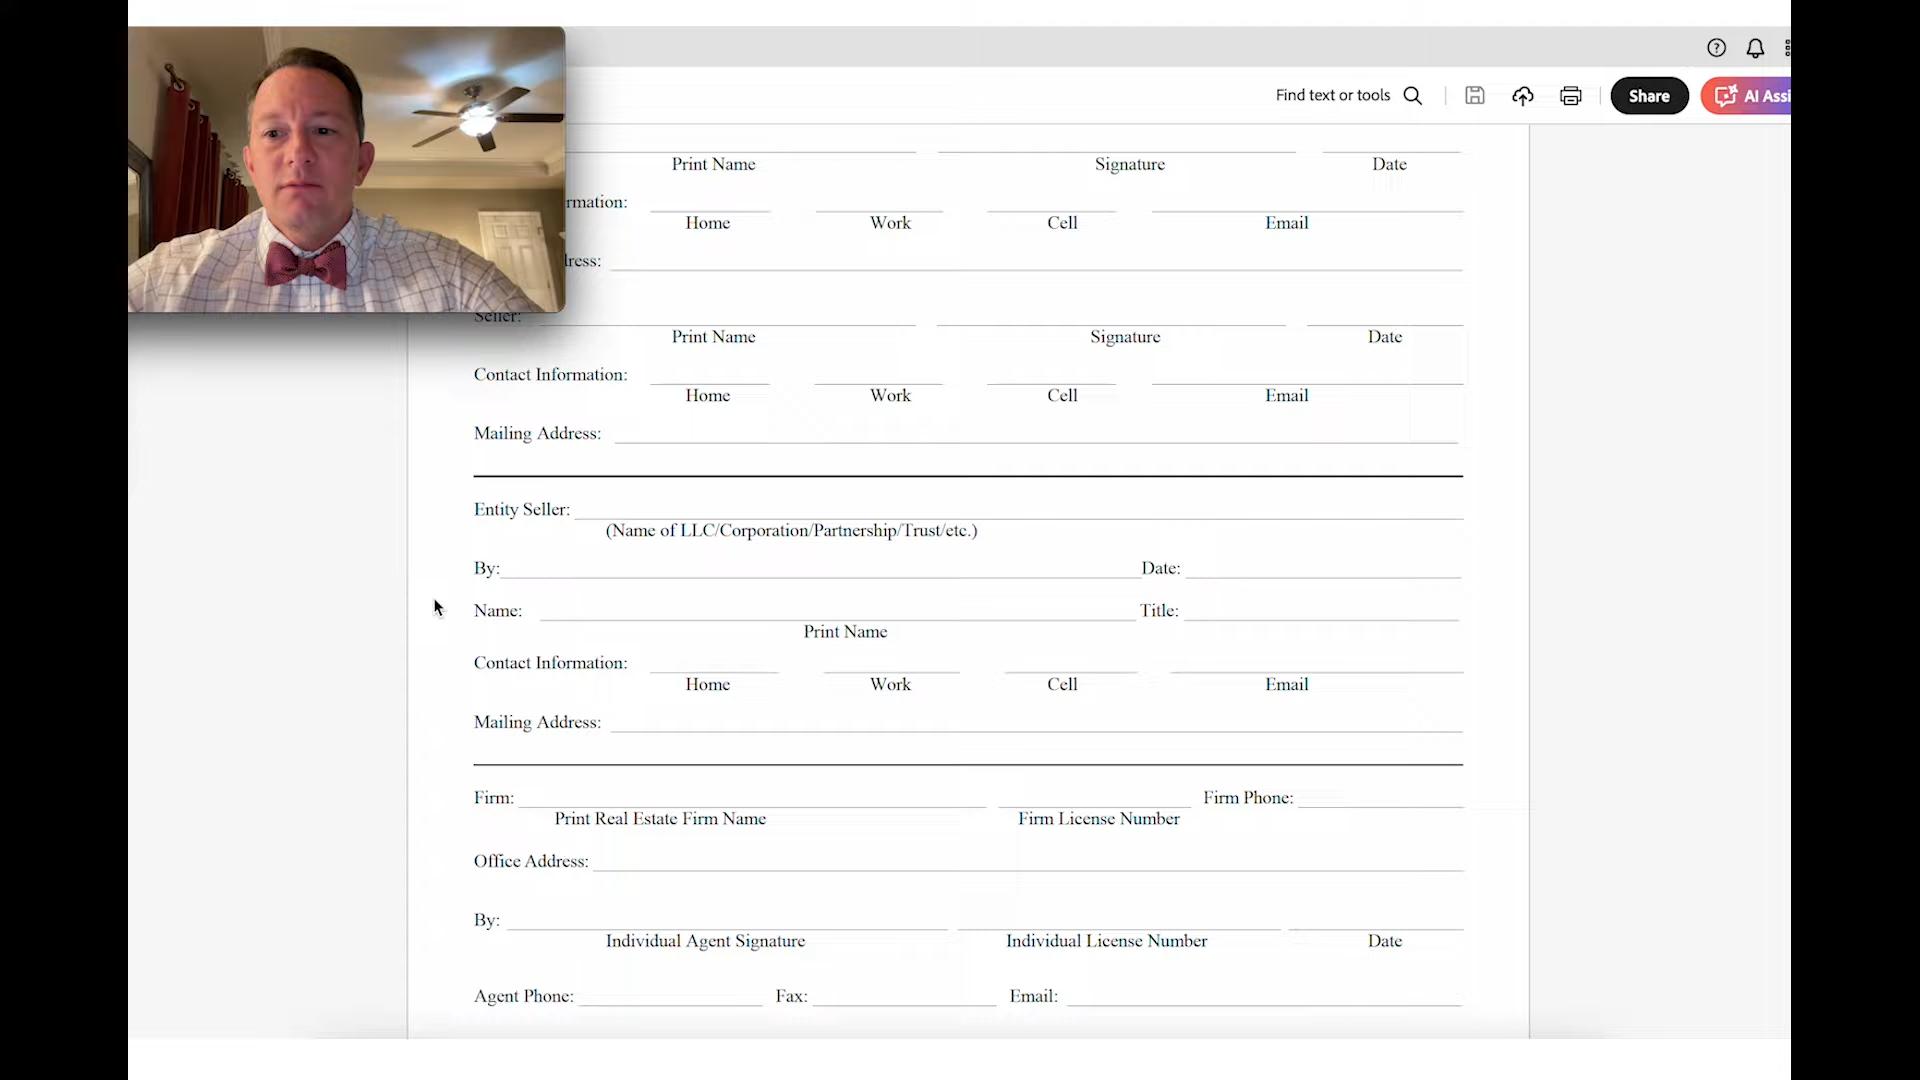 Find text or tools
Share
AI Assi
Print Name Signature Date
rmation:
Home Work Cell Email
ress:
Seller:
Print Name Signature Date
Contact Information:
Home Work Cell Email
Mailing Address:
Entity Seller:
(Name of LLC/Corporation/Partnership/Trust/etc.)
By: Date:
Name: Title:
Print Name
Contact Information:
Home Work Cell Email
Mailing Address:
Firm: Firm Phone:
Print Real Estate Firm Name Firm License Number
Office Address:
By:
Individual Agent Signature Individual License Number Date
Agent Phone: Fax: Email: